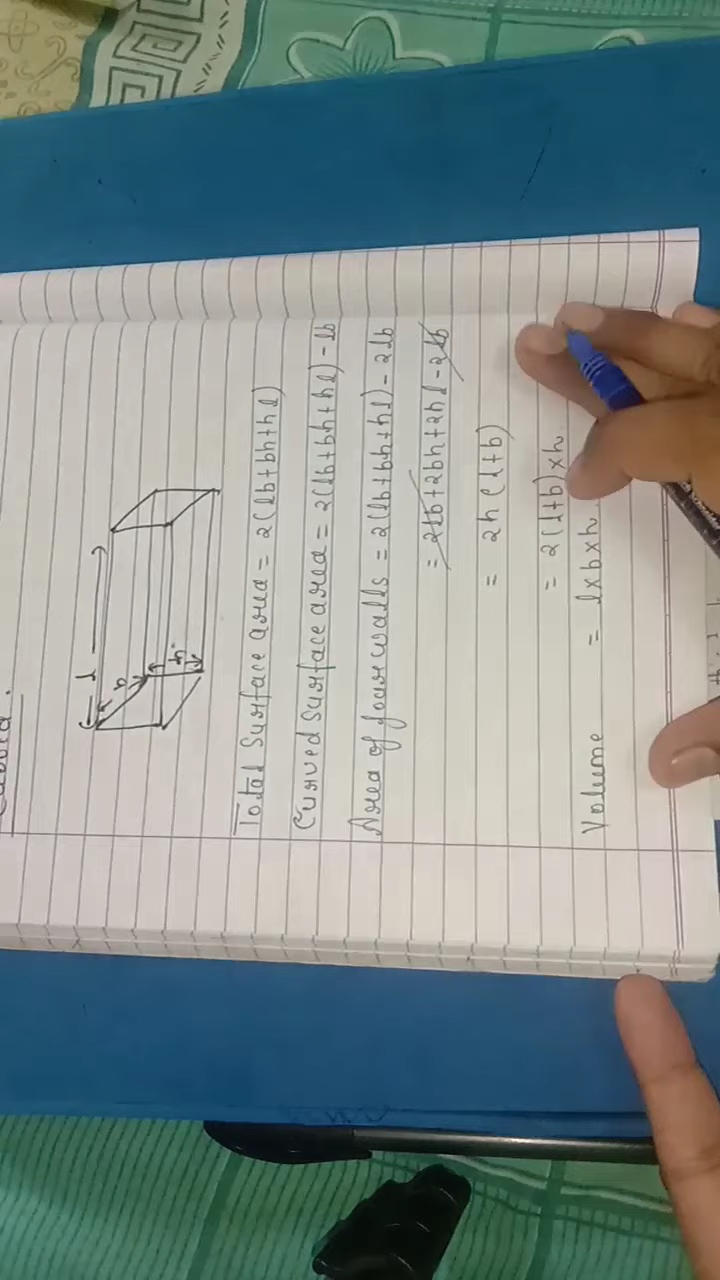 l
b
h
Total Surface area = 2(lb+bh+hl)
Curved Surface area = 2(lb+bh+hl)-lb
Area of four walls = 2(lb+bh+hl)-2lb
= 2lb+2bh+2hl-2lb
= 2h(l+b)
= 2(l+b)×h
Volume = l×b×h